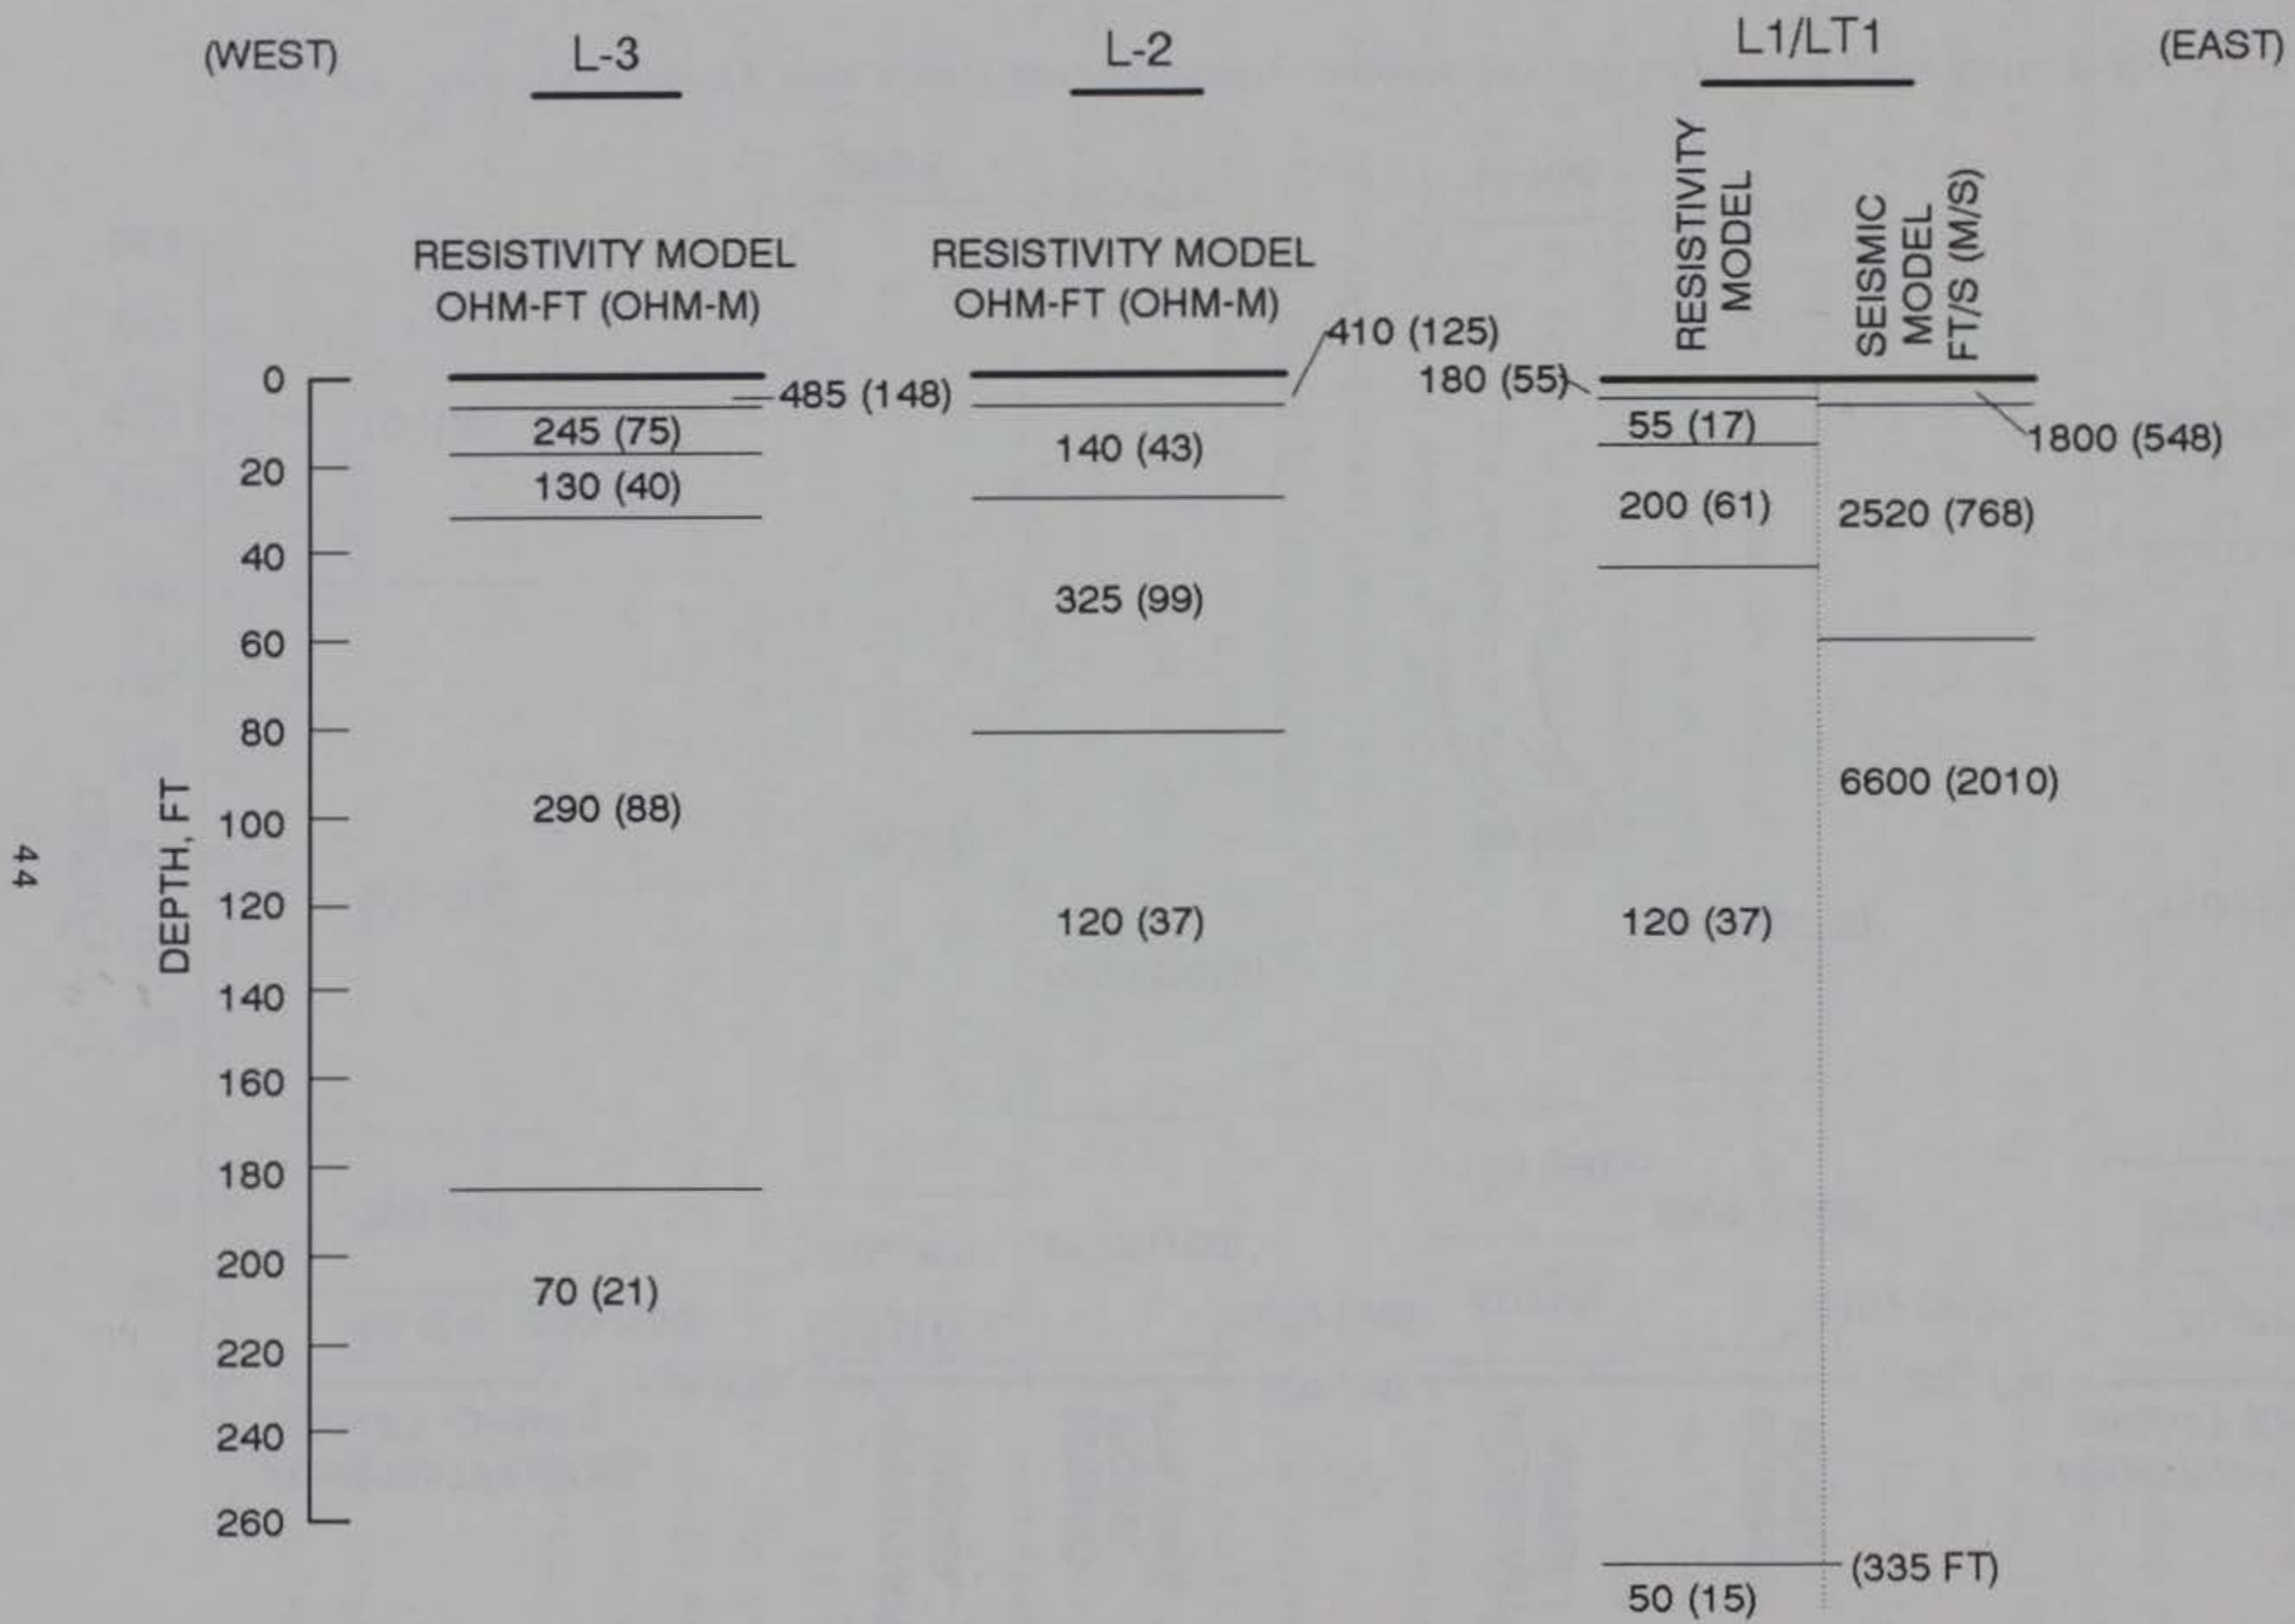 (WEST)
L-3
L-2
L1/LT1
(EAST)
RESISTIVITY MODEL
OHM-FT (OHM-M)
RESISTIVITY MODEL
OHM-FT (OHM-M)
RESISTIVITY
MODEL
SEISMIC
MODEL
FT/S (M/S)
DEPTH, FT
0
20
40
60
80
100
120
140
160
180
200
220
240
260
485 (148)
245 (75)
130 (40)
290 (88)
70 (21)
410 (125)
140 (43)
325 (99)
120 (37)
180 (55)
55 (17)
200 (61)
120 (37)
50 (15)
1800 (548)
2520 (768)
6600 (2010)
(335 FT)
44